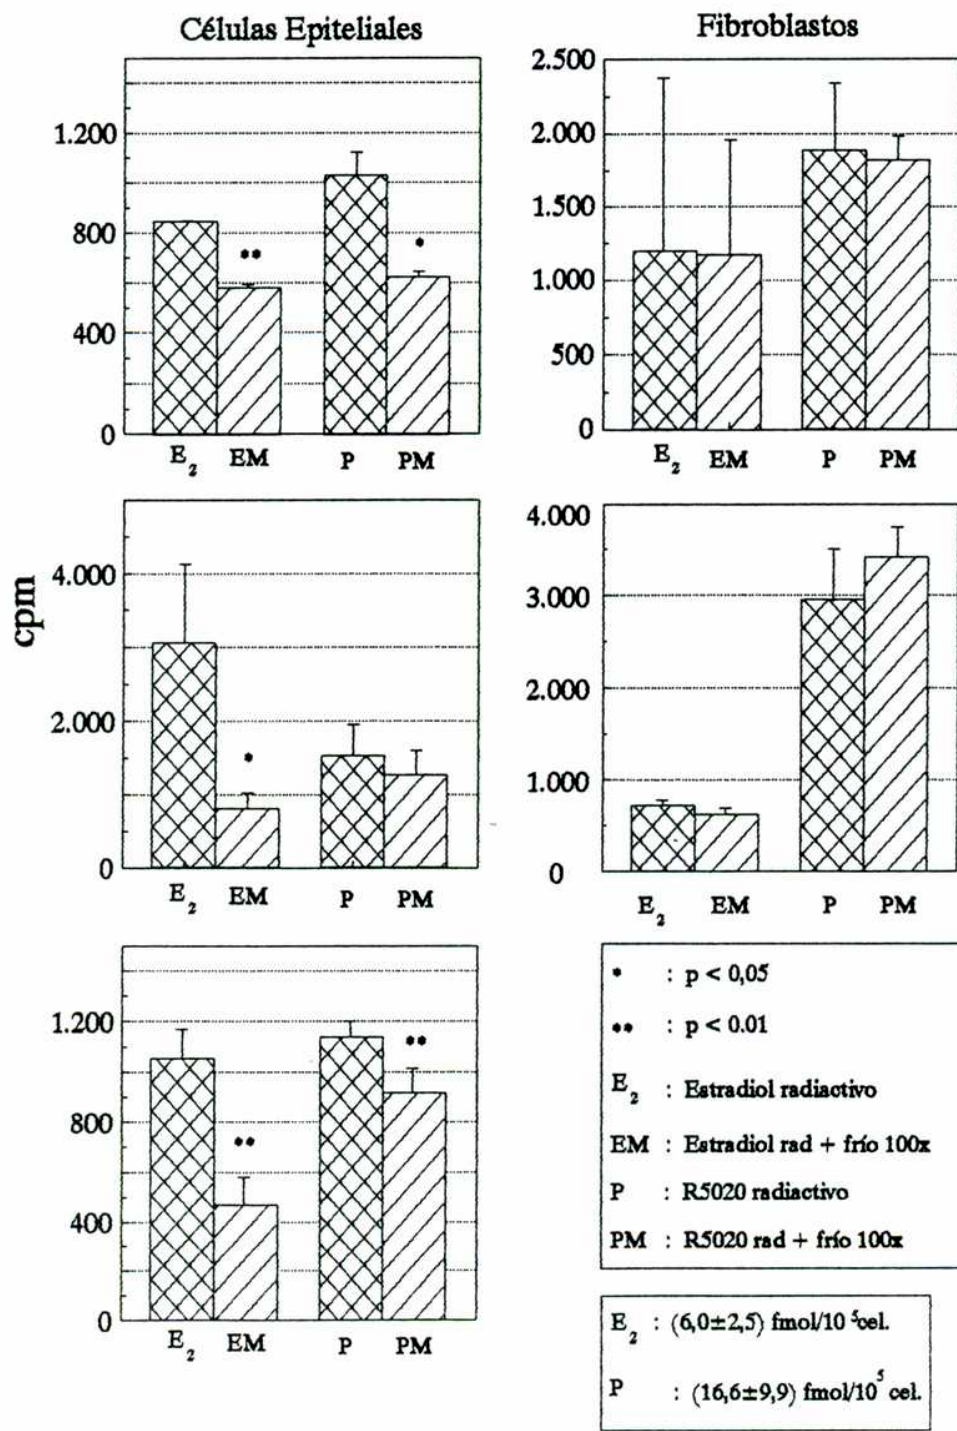 Células Epiteliales
Fibroblastos
1.200
800
400
0
E2 EM P PM
2.500
2.000
1.500
1.000
500
0
E2 EM P PM
cpm
4.000
2.000
0
E2 EM P PM
4.000
3.000
2.000
1.000
0
E2 EM P PM
1.200
800
400
0
E2 EM P PM
** *
*
** **
* : p < 0,05
** : p < 0.01
E2 : Estradiol radiactivo
EM : Estradiol rad + frío 100x
P : R5020 radiactivo
PM : R5020 rad + frío 100x
E2 : (6,0±2,5) fmol/10 5cel.
P : (16,6±9,9) fmol/10 5 cel.